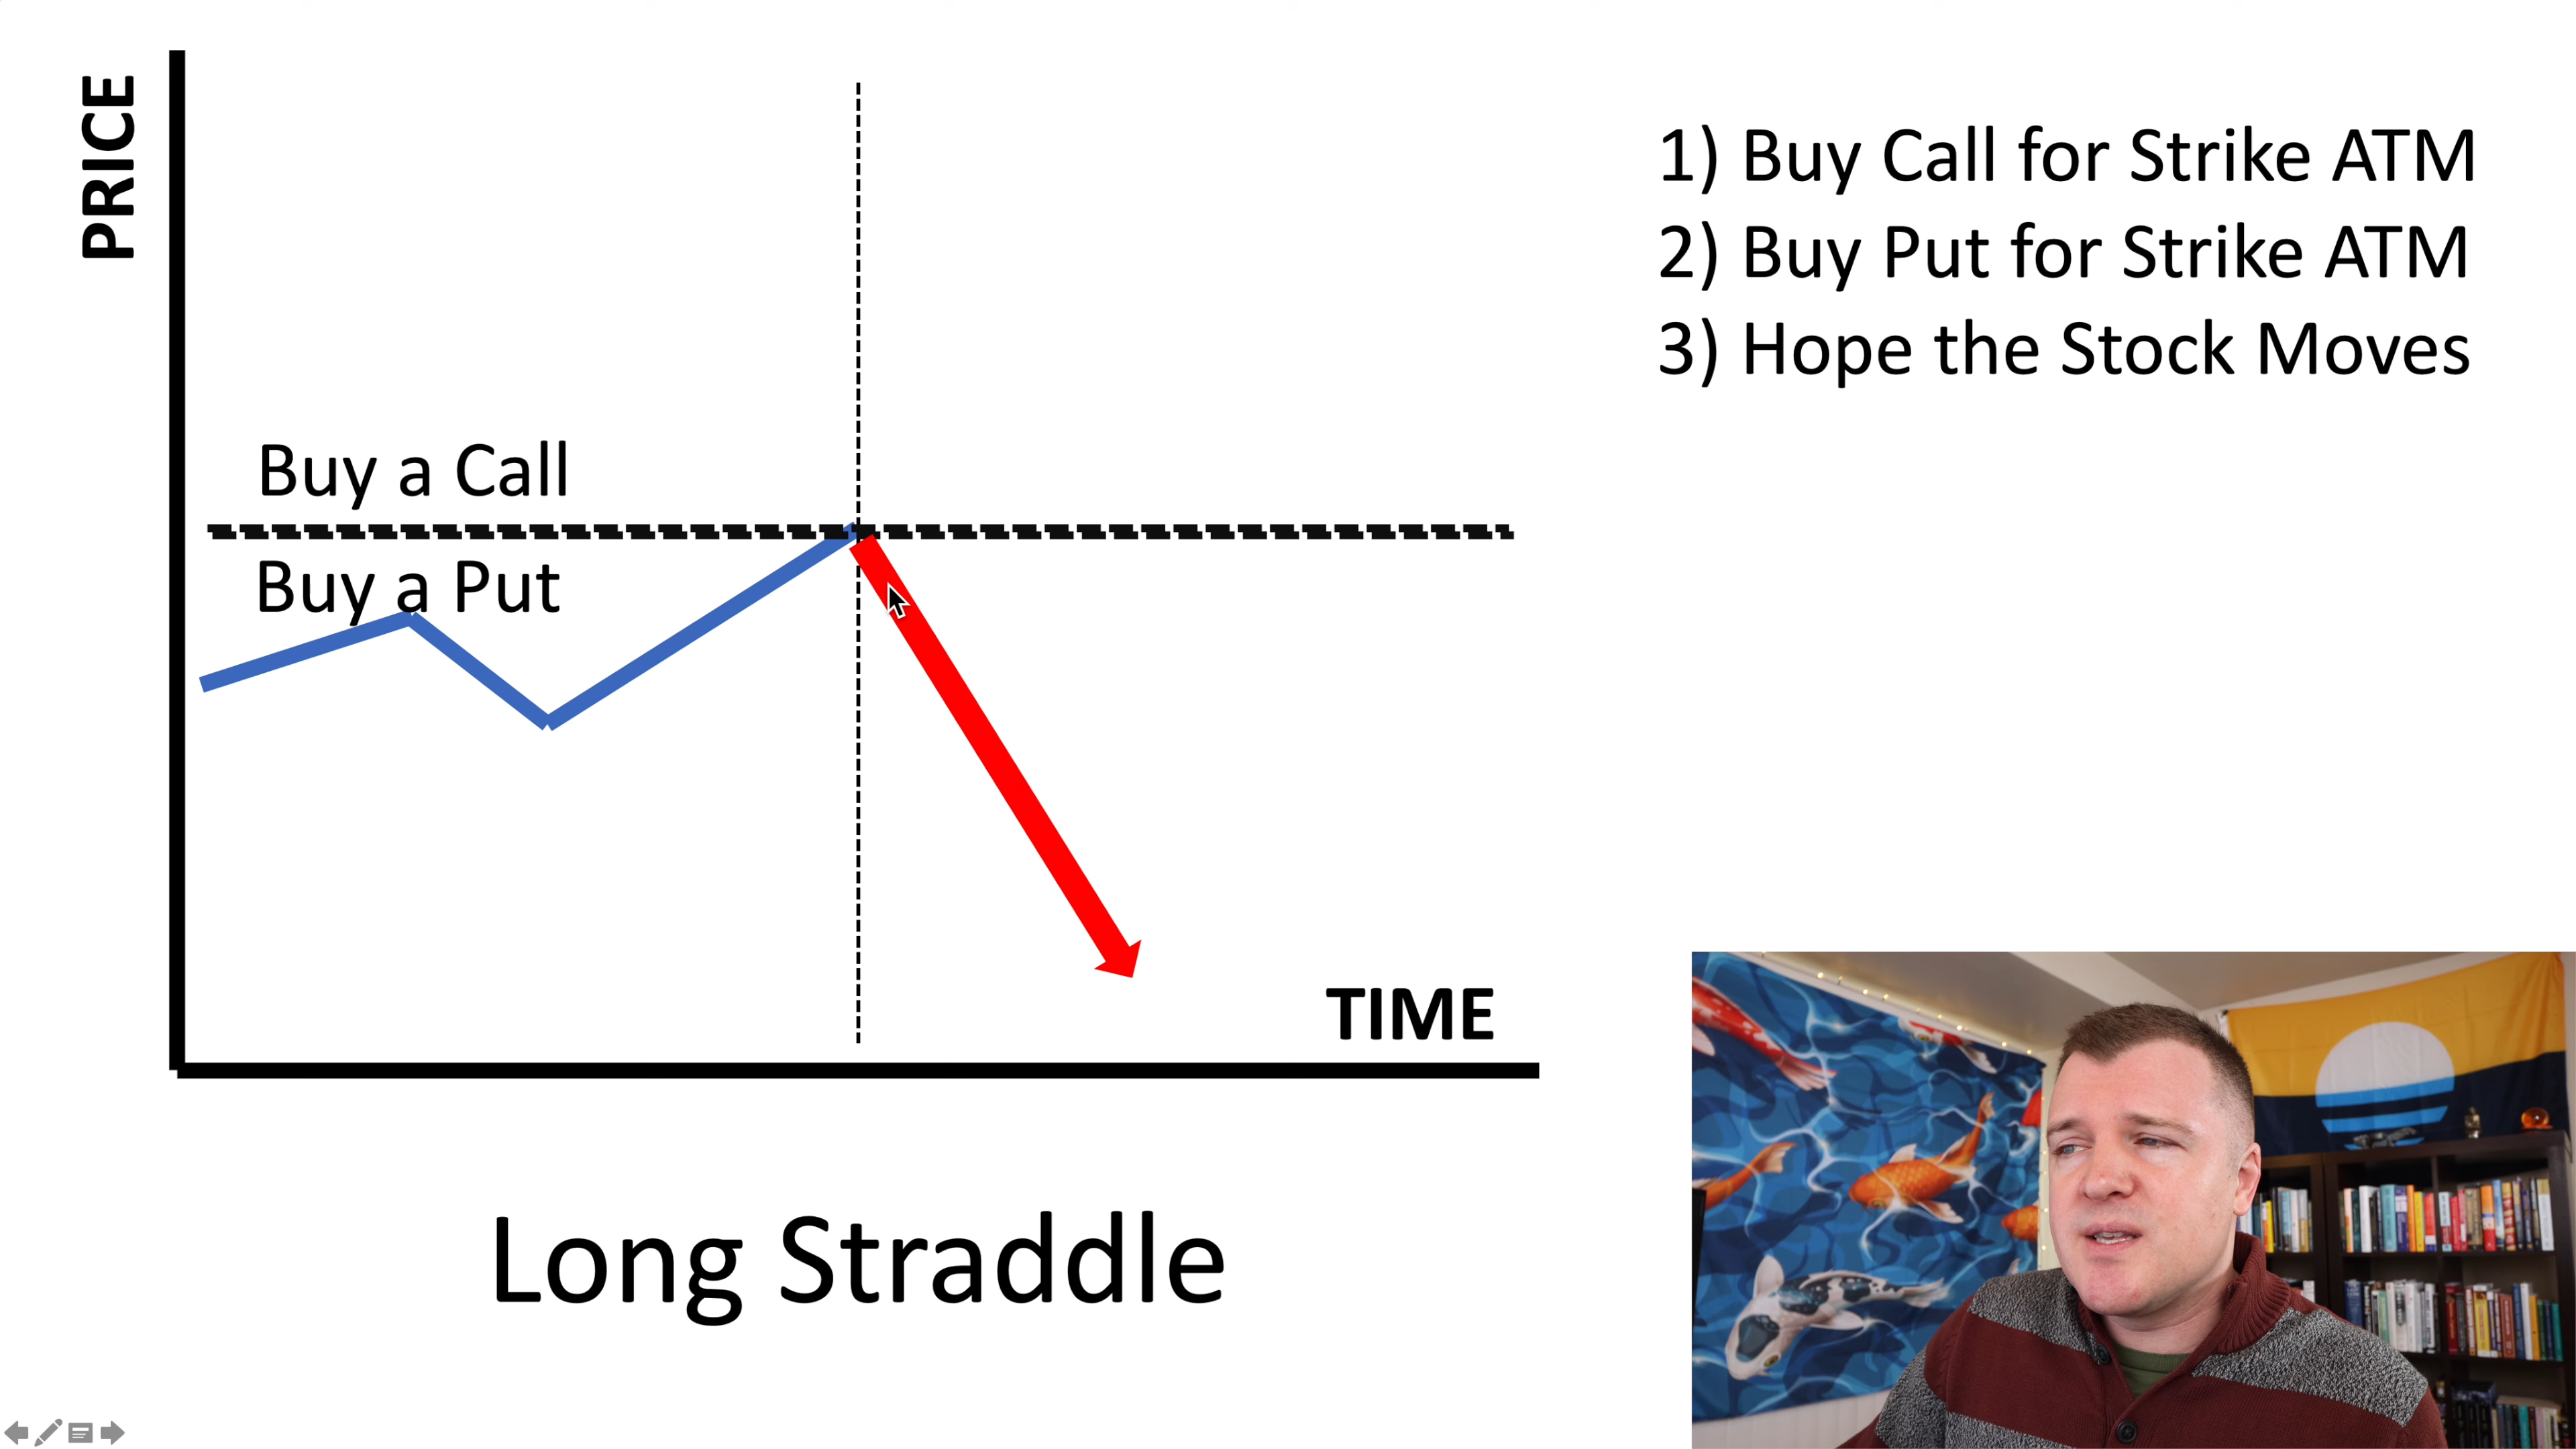 PRICE
1) Buy Call for Strike ATM
2) Buy Put for Strike ATM
3) Hope the Stock Moves
Buy a Call
Buy a Put
TIME
Long Straddle